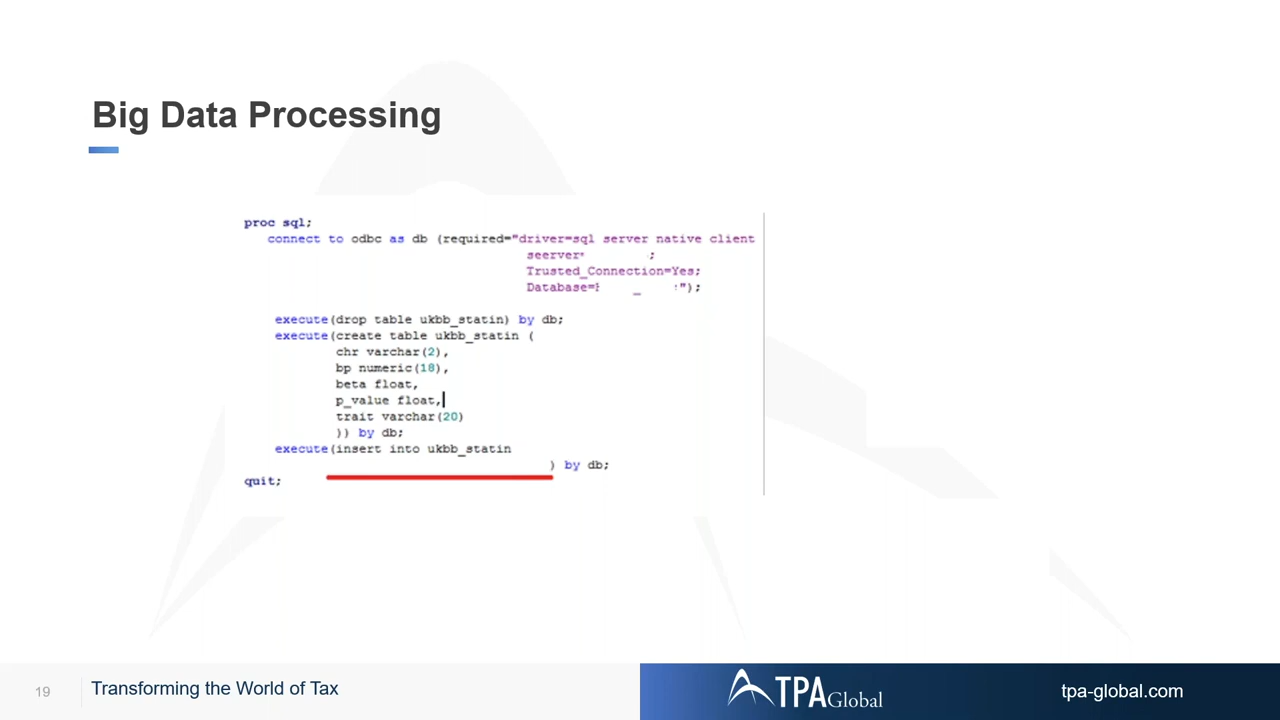 Big Data Processing
proc sql;
connect to odbc as db (required="driver=sql server native client
seerver= ;
Trusted_Connection=Yes;
Database= _ ");
execute(drop table ukbb_statin) by db;
execute(create table ukbb_statin (
chr varchar(2),
bp numeric(18),
beta float,
p_value float,
trait varchar(20)
)) by db;
execute(insert into ukbb_statin
) by db;
quit;
19
Transforming the World of Tax
TPA Global
tpa-global.com